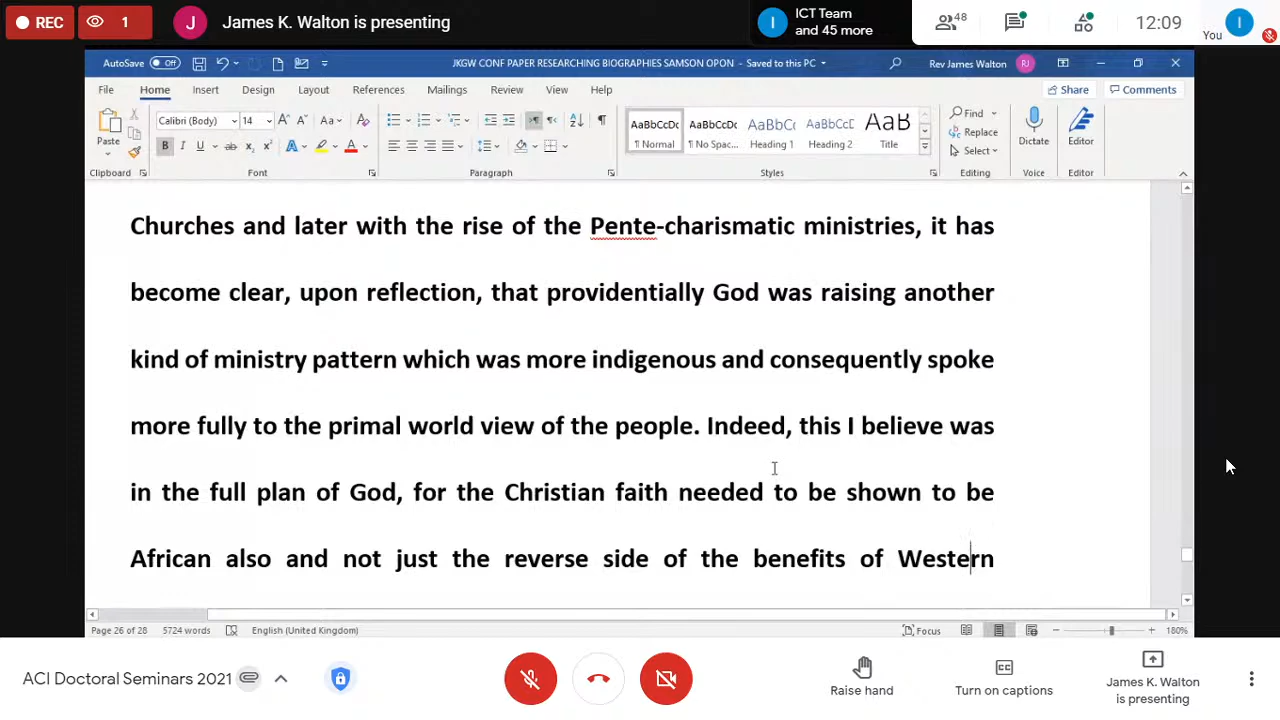 REC
1
J
James K. Walton is presenting
I
ICT Team
and 45 more
48
12:09
You
I
AutoSave Off
JKGW CONF PAPER RESEARCHING BIOGRAPHIES SAMSON OPON - Saved to this PC
Rev James Walton RJ
File Home Insert Design Layout References Mailings Review View Help
Share Comments
Paste
Calibri (Body) 14
AaBbCcDc AaBbCcDc AaBbCc AaBbCcE AaB
¶ Normal ¶ No Spac... Heading 1 Heading 2 Title
Find
Replace
Select
Dictate
Editor
Clipboard Font Paragraph Styles Editing Voice Editor
Churches and later with the rise of the Pente-charismatic ministries, it has
become clear, upon reflection, that providentially God was raising another
kind of ministry pattern which was more indigenous and consequently spoke
more fully to the primal world view of the people. Indeed, this I believe was
in the full plan of God, for the Christian faith needed to be shown to be
African also and not just the reverse side of the benefits of Western
Page 26 of 28 5724 words English (United Kingdom) Focus 180%
ACI Doctoral Seminars 2021
Raise hand
Turn on captions
James K. Walton
is presenting